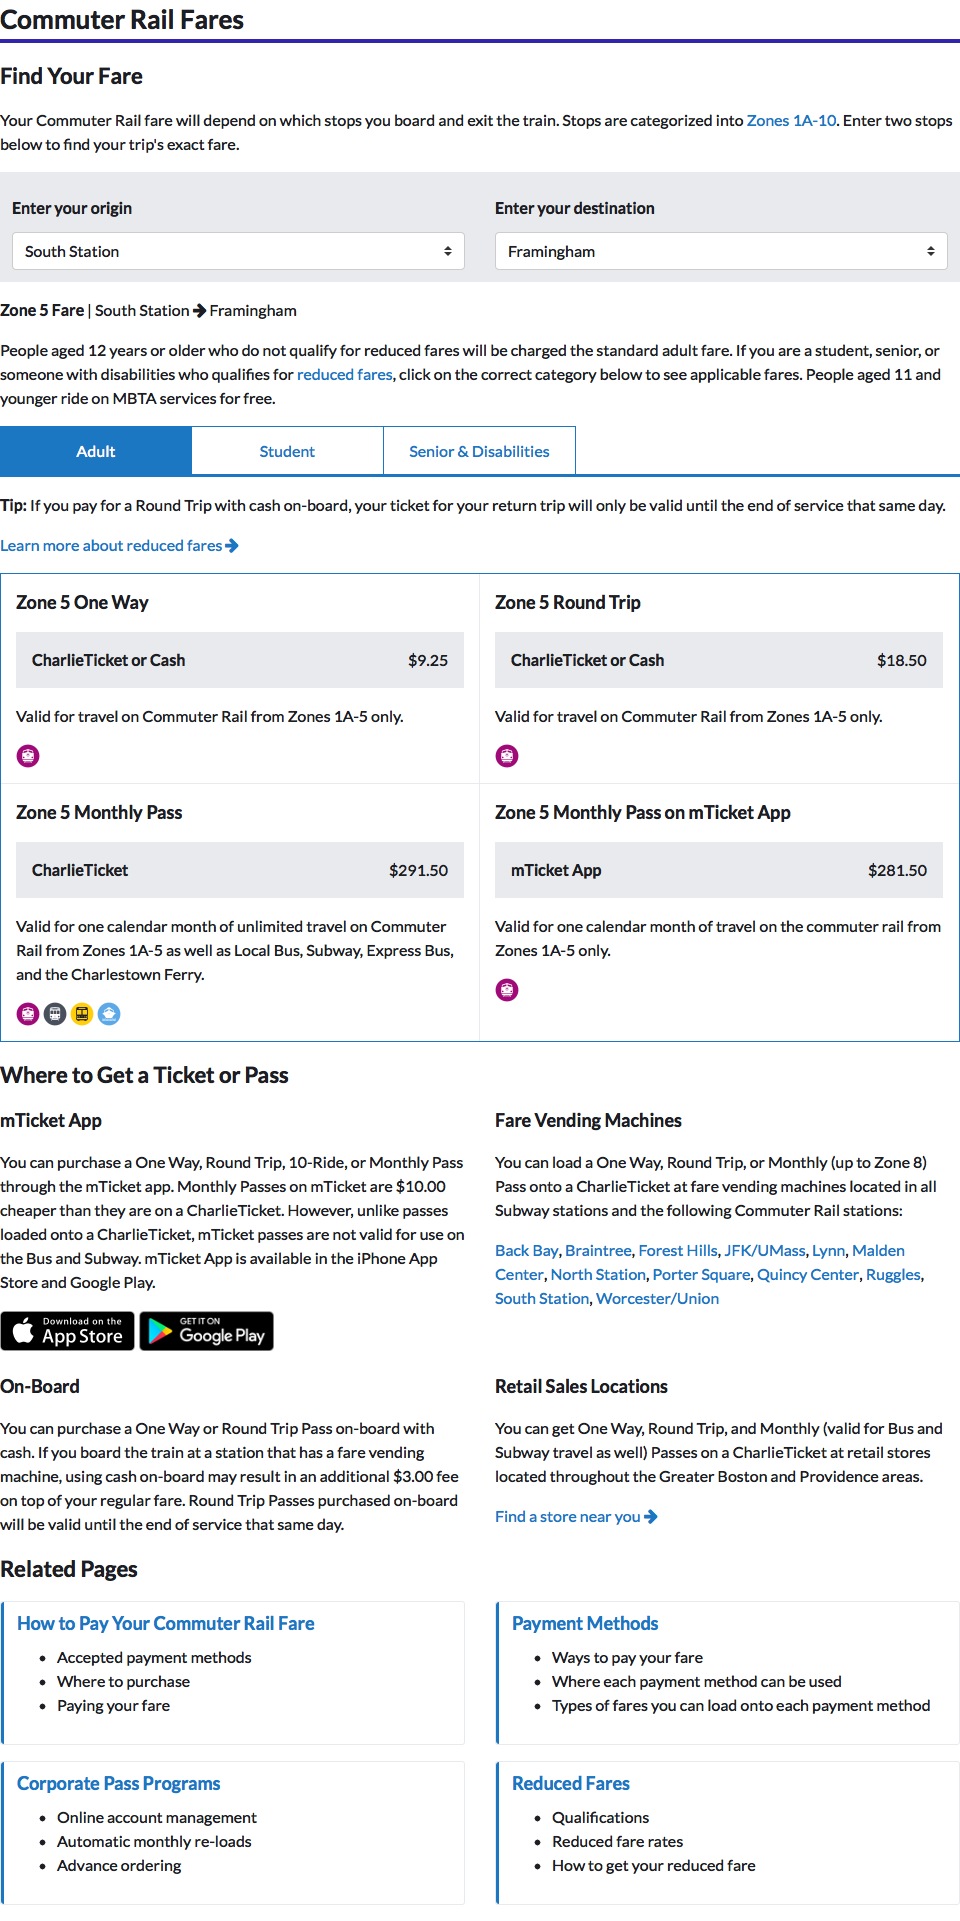 Commuter Rail Fares
Find Your Fare
Your Commuter Rail fare will depend on which stops you board and exit the train. Stops are categorized into Zones 1A-10. Enter two stops
below to find your trip's exact fare.
Enter your origin
South Station
Enter your destination
Framingham
Zone 5 Fare | South Station → Framingham
People aged 12 years or older who do not qualify for reduced fares will be charged the standard adult fare. If you are a student, senior, or
someone with disabilities who qualifies for reduced fares, click on the correct category below to see applicable fares. People aged 11 and
younger ride on MBTA services for free.
Adult
Student
Senior & Disabilities
Tip: If you pay for a Round Trip with cash on-board, your ticket for your return trip will only be valid until the end of service that same day.
Learn more about reduced fares →
Zone 5 One Way
CharlieTicket or Cash $9.25
Valid for travel on Commuter Rail from Zones 1A-5 only.
Zone 5 Round Trip
CharlieTicket or Cash $18.50
Valid for travel on Commuter Rail from Zones 1A-5 only.
Zone 5 Monthly Pass
CharlieTicket $291.50
Valid for one calendar month of unlimited travel on Commuter
Rail from Zones 1A-5 as well as Local Bus, Subway, Express Bus,
and the Charlestown Ferry.
Zone 5 Monthly Pass on mTicket App
mTicket App $281.50
Valid for one calendar month of travel on the commuter rail from
Zones 1A-5 only.
Where to Get a Ticket or Pass
mTicket App
You can purchase a One Way, Round Trip, 10-Ride, or Monthly Pass
through the mTicket app. Monthly Passes on mTicket are $10.00
cheaper than they are on a CharlieTicket. However, unlike passes
loaded onto a CharlieTicket, mTicket passes are not valid for use on
the Bus and Subway. mTicket App is available in the iPhone App
Store and Google Play.
Download on the
App Store
GET IT ON
Google Play
Fare Vending Machines
You can load a One Way, Round Trip, or Monthly (up to Zone 8)
Pass onto a CharlieTicket at fare vending machines located in all
Subway stations and the following Commuter Rail stations:
Back Bay, Braintree, Forest Hills, JFK/UMass, Lynn, Malden
Center, North Station, Porter Square, Quincy Center, Ruggles,
South Station, Worcester/Union
On-Board
You can purchase a One Way or Round Trip Pass on-board with
cash. If you board the train at a station that has a fare vending
machine, using cash on-board may result in an additional $3.00 fee
on top of your regular fare. Round Trip Passes purchased on-board
will be valid until the end of service that same day.
Retail Sales Locations
You can get One Way, Round Trip, and Monthly (valid for Bus and
Subway travel as well) Passes on a CharlieTicket at retail stores
located throughout the Greater Boston and Providence areas.
Find a store near you →
Related Pages
How to Pay Your Commuter Rail Fare
• Accepted payment methods
• Where to purchase
• Paying your fare
Payment Methods
• Ways to pay your fare
• Where each payment method can be used
• Types of fares you can load onto each payment method
Corporate Pass Programs
• Online account management
• Automatic monthly re-loads
• Advance ordering
Reduced Fares
• Qualifications
• Reduced fare rates
• How to get your reduced fare